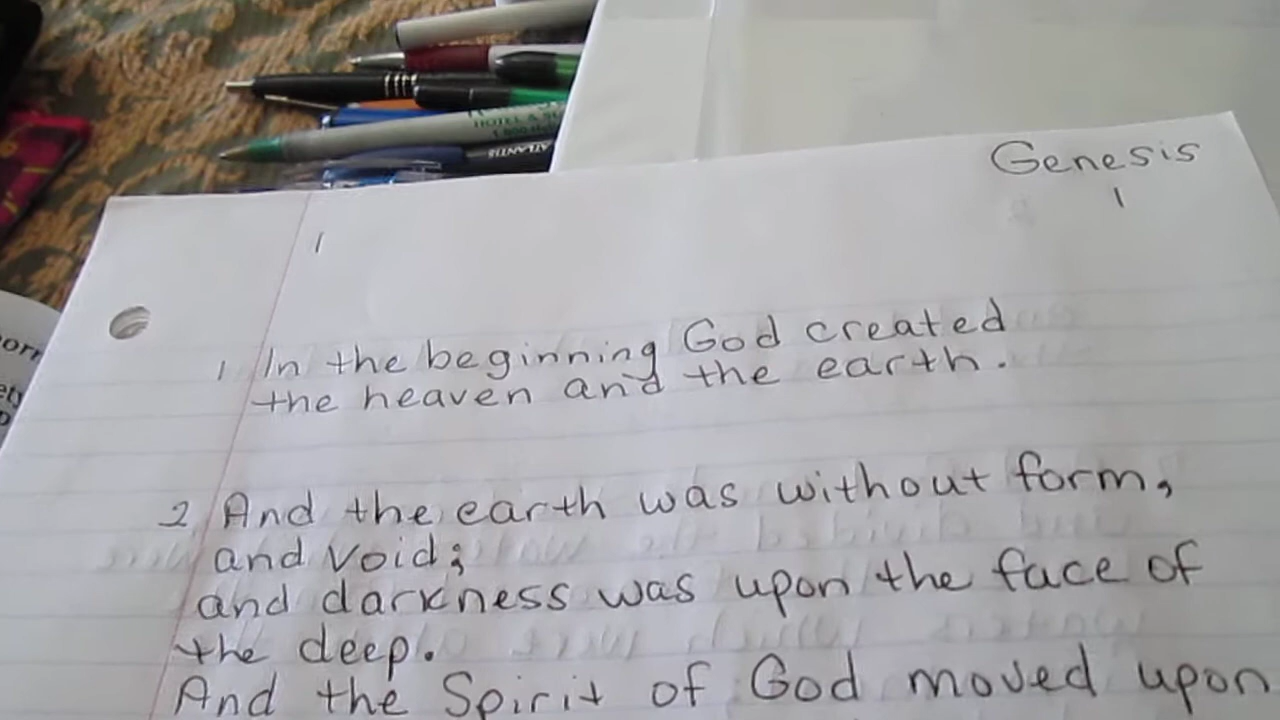 HOTEL &
ATLANTIS
Genesis
1
1
1 In the beginning God created
the heaven and the earth.
2 And the earth was without form,
and void;
and darkness was upon the face of
the deep.
And the Spirit of God moved upon